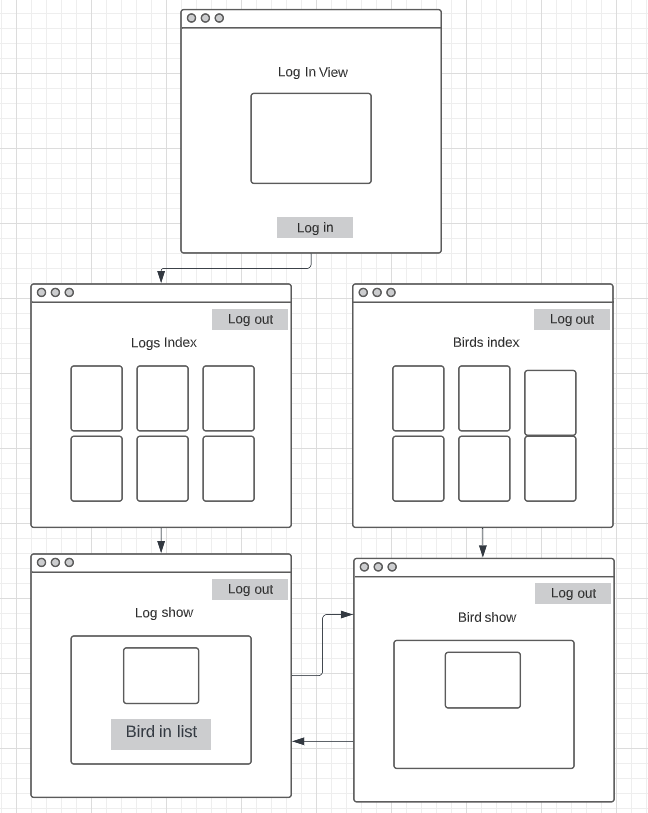 Log In View
Log in
Log out
Logs Index
Log out
Birds index
Log out
Log show
Bird in list
Log out
Bird show